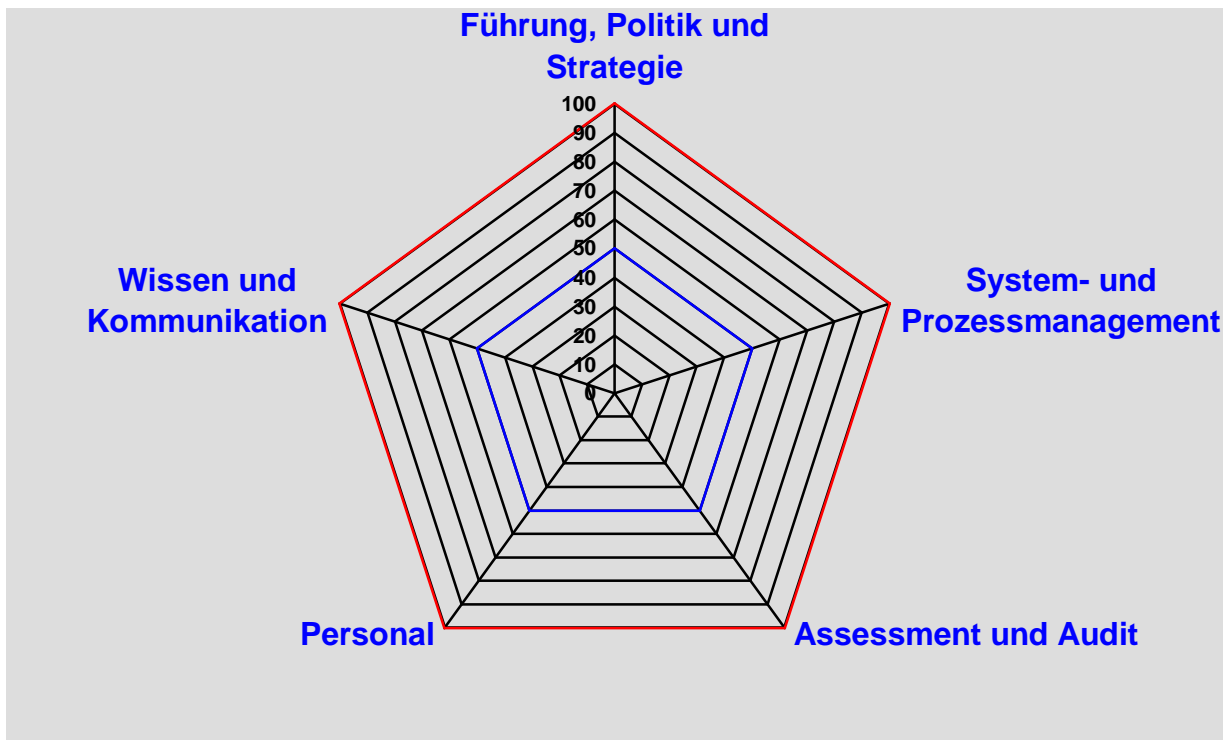 Führung, Politik und
Strategie
100
90
80
70
60
50
40
30
20
10
0
Wissen und
Kommunikation
System- und
Prozessmanagement
Personal
Assessment und Audit